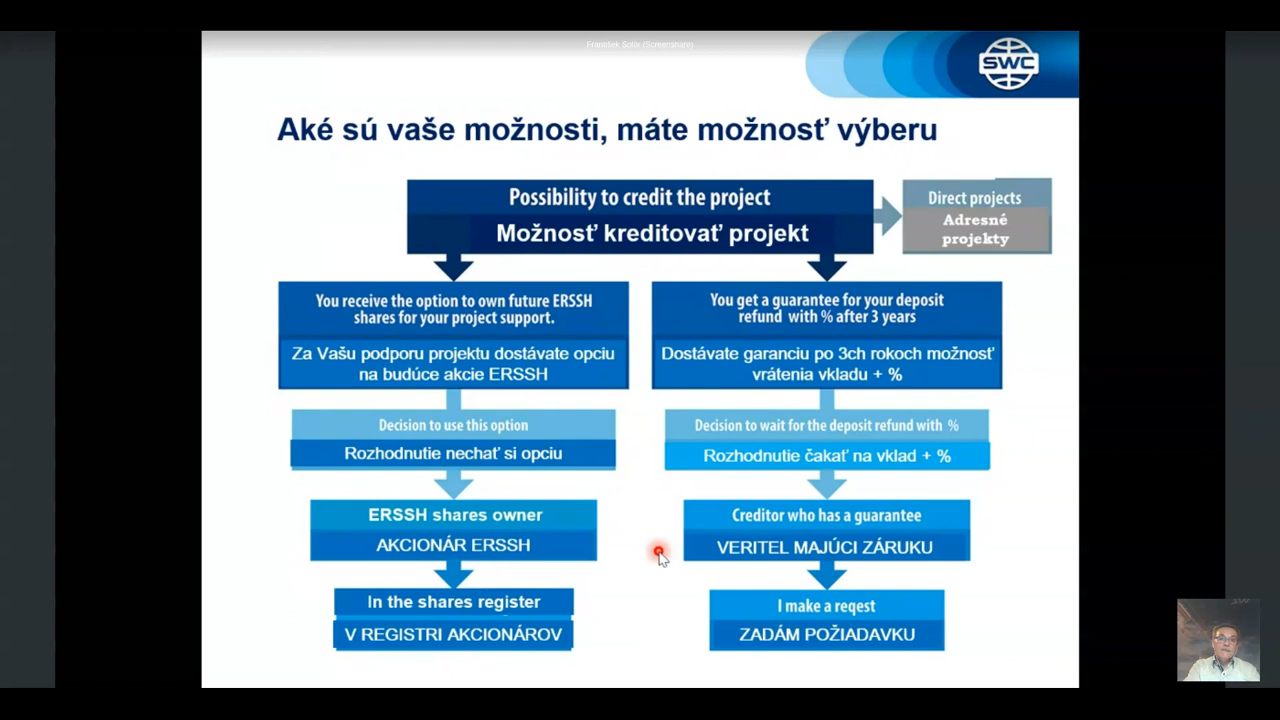 František Solár (Screenshare)
SWC
Aké sú vaše možnosti, máte možnosť výberu
Possibility to credit the project
Možnosť kreditovať projekt
Direct projects
Adresné
projekty
You receive the option to own future ERSSH
shares for your project support.
Za Vašu podporu projektu dostávate opciu
na budúce akcie ERSSH
You get a guarantee for your deposit
refund with % after 3 years
Dostávate garanciu po 3ch rokoch možnosť
vrátenia vkladu + %
Decision to use this option
Rozhodnutie nechať si opciu
Decision to wait for the deposit refund with %
Rozhodnutie čakať na vklad + %
ERSSH shares owner
AKCIONÁR ERSSH
Creditor who has a guarantee
VERITEL MAJÚCI ZÁRUKU
In the shares register
V REGISTRI AKCIONÁROV
I make a reqest
ZADÁM POŽIADAVKU